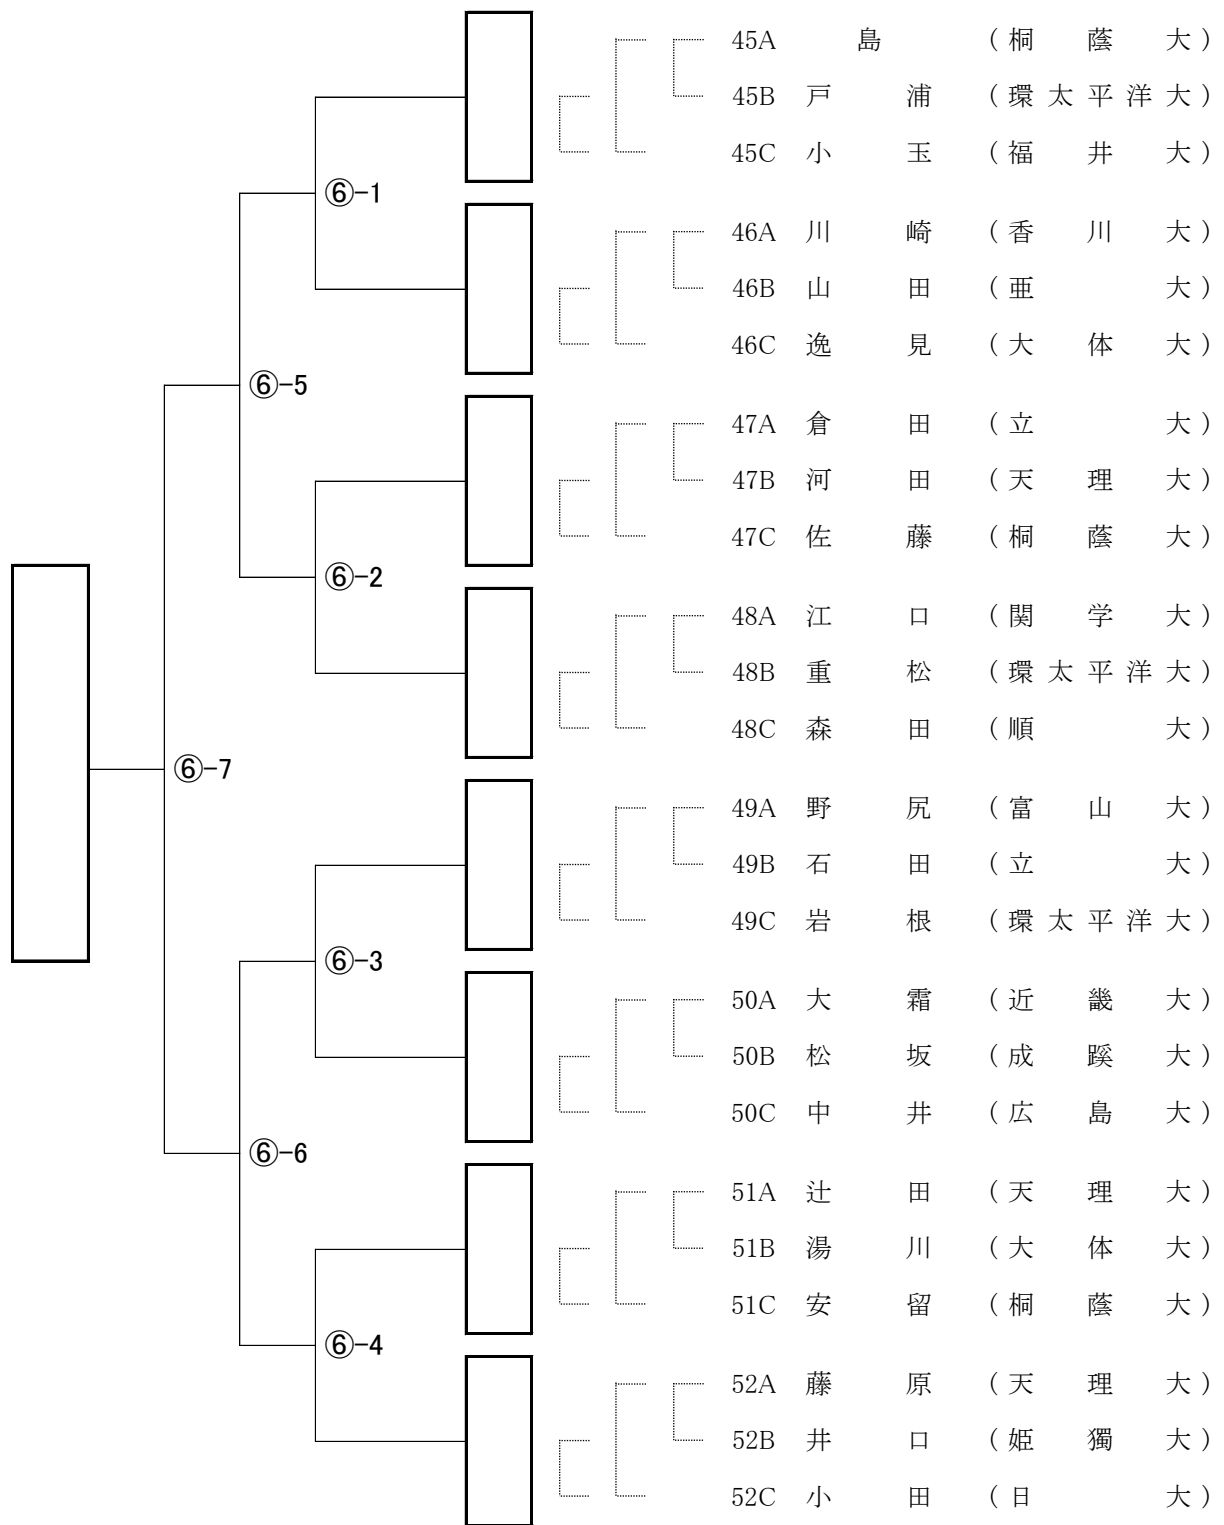 45A 島 (桐蔭大)
45B 戸浦 (環太平洋大)
45C 小玉 (福井大)
⑥-1
46A 川崎 (香川大)
46B 山田 (亜大)
46C 逸見 (大体大)
⑥-5
47A 倉田 (立大)
47B 河田 (天理大)
47C 佐藤 (桐蔭大)
⑥-2
48A 江口 (関学大)
48B 重松 (環太平洋大)
48C 森田 (順大)
⑥-7
49A 野尻 (富山大)
49B 石田 (立大)
49C 岩根 (環太平洋大)
⑥-3
50A 大霜 (近畿大)
50B 松坂 (成蹊大)
50C 中井 (広島大)
⑥-6
51A 辻田 (天理大)
51B 湯川 (大体大)
51C 安留 (桐蔭大)
⑥-4
52A 藤原 (天理大)
52B 井口 (姫獨大)
52C 小田 (日大)